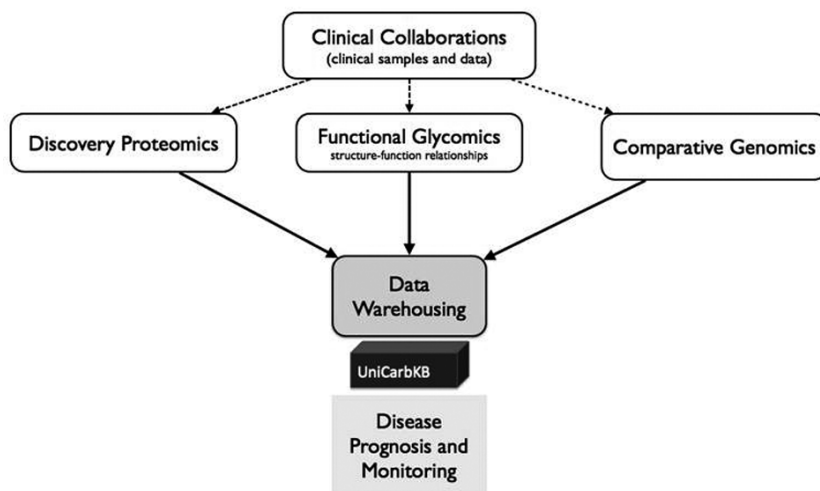 Clinical Collaborations
(clinical samples and data)
Discovery Proteomics
Functional Glycomics
structure-function relationships
Comparative Genomics
Data
Warehousing
UniCarbKB
Disease
Prognosis and
Monitoring